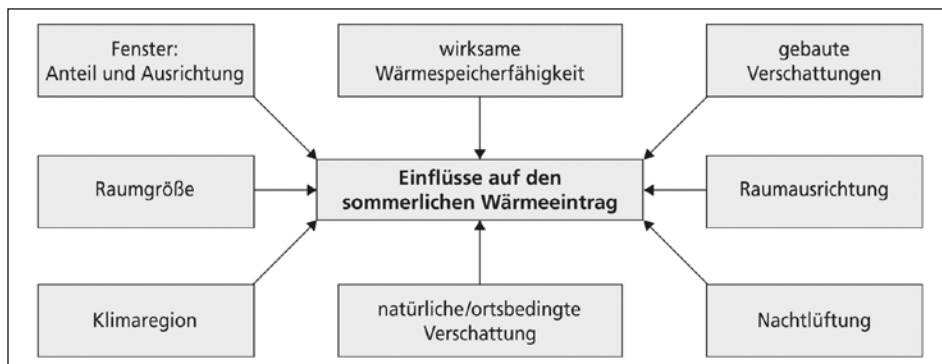 Fenster:
Anteil und Ausrichtung
wirksame
Wärmespeicherfähigkeit
gebaute
Verschattungen
Raumgröße
Einflüsse auf den
sommerlichen Wärmeeintrag
Raumausrichtung
Klimaregion
natürliche/ortsbedingte
Verschattung
Nachtlüftung